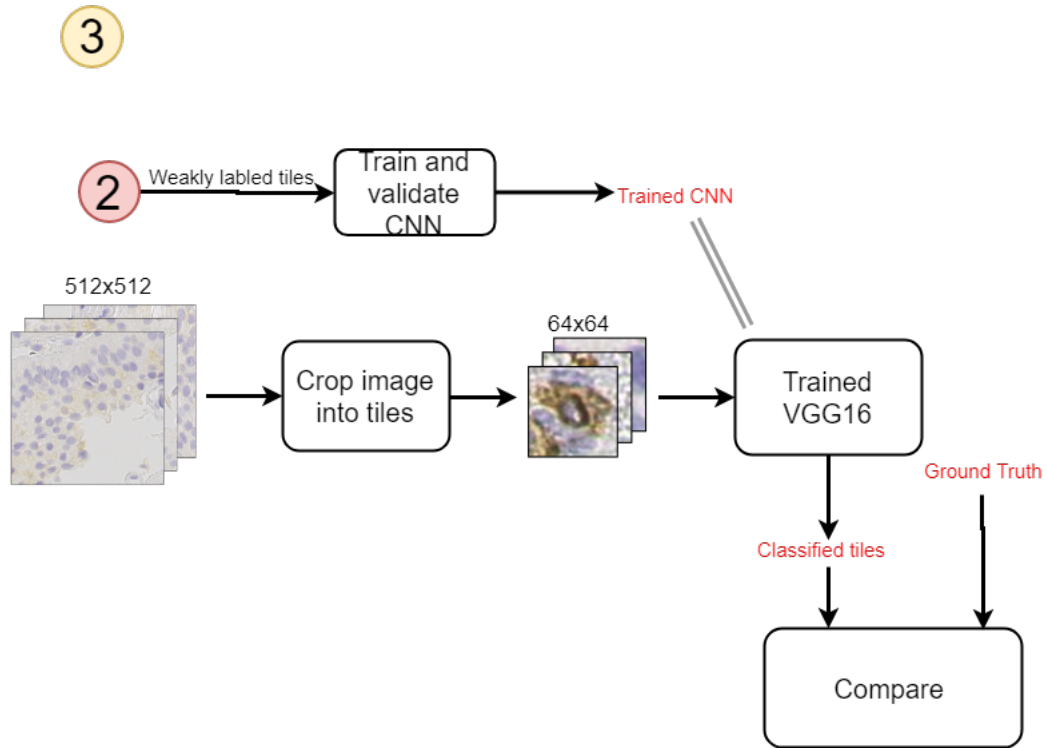 3
2
Weakly labled tiles
Train and
validate
CNN
Trained CNN
512x512
Crop image
into tiles
64x64
Trained
VGG16
Ground Truth
Classified tiles
Compare